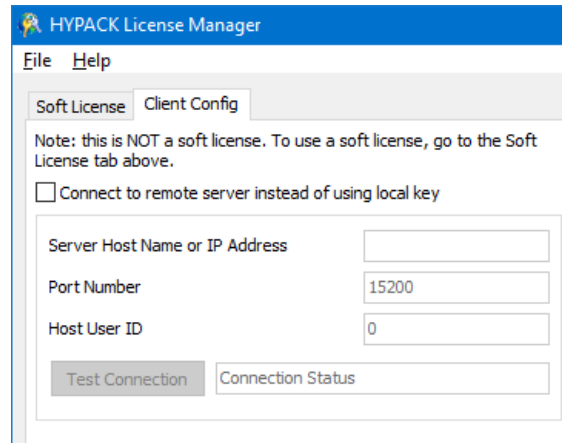 HYPACK License Manager
File Help
Soft License Client Config
Note: this is NOT a soft license. To use a soft license, go to the Soft
License tab above.
Connect to remote server instead of using local key
Server Host Name or IP Address
Port Number 15200
Host User ID 0
Test Connection Connection Status